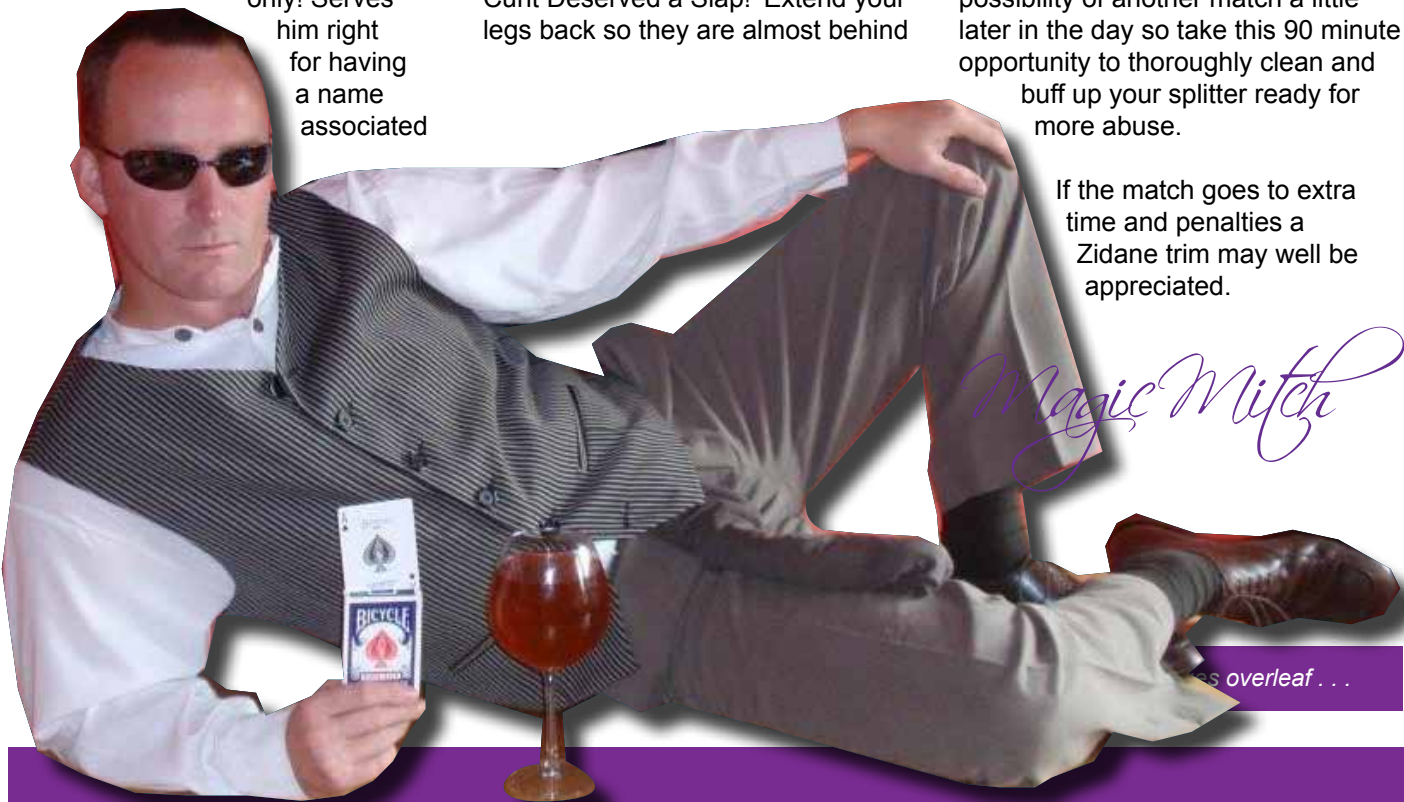 only! Serves
him right
for having
a name
associated
Cunt Deserved a Slap!' Extend your
legs back so they are almost behind
possibility of another match a little
later in the day so take this 90 minute
opportunity to thoroughly clean and
buff up your splitter ready for
more abuse.
If the match goes to extra
time and penalties a
Zidane trim may well be
appreciated.
Magic Mitch
BICYCLE
overleaf . . .